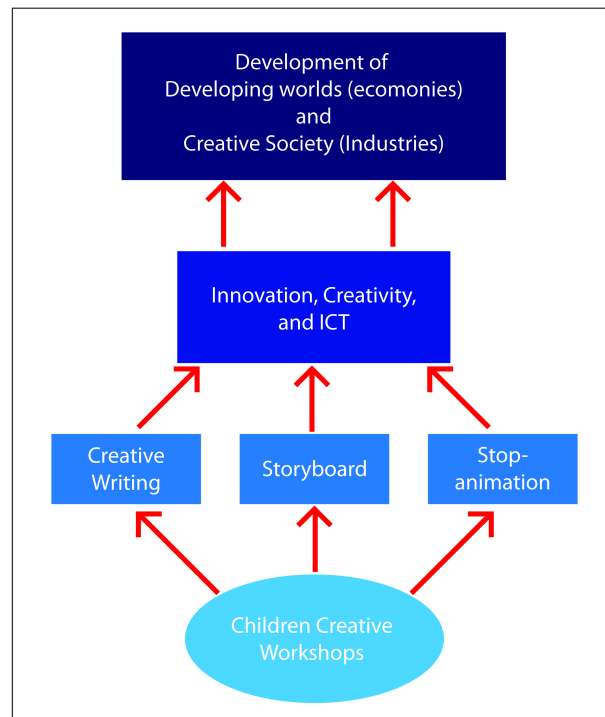 Development of
Developing worlds (ecomonies)
and
Creative Society (Industries)
Innovation, Creativity,
and ICT
Creative
Writing
Storyboard
Stop-
animation
Children Creative
Workshops